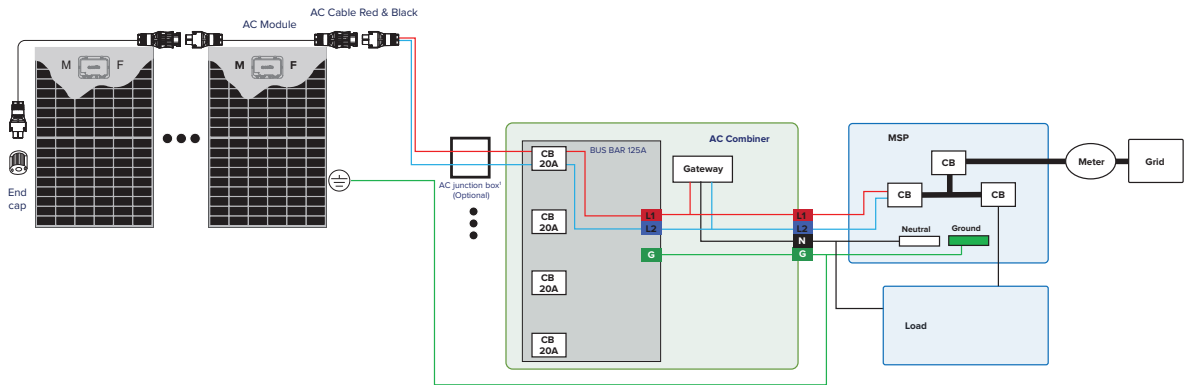 AC Cable Red & Black
AC Module
M
F
M
F
End
cap
AC junction box¹
(Optional)
AC Combiner
BUS BAR 125A
CB
20A
CB
20A
CB
20A
CB
20A
Gateway
L1
L2
G
L1
L2
N
G
MSP
CB
CB
CB
Neutral
Ground
Load
Meter
Grid